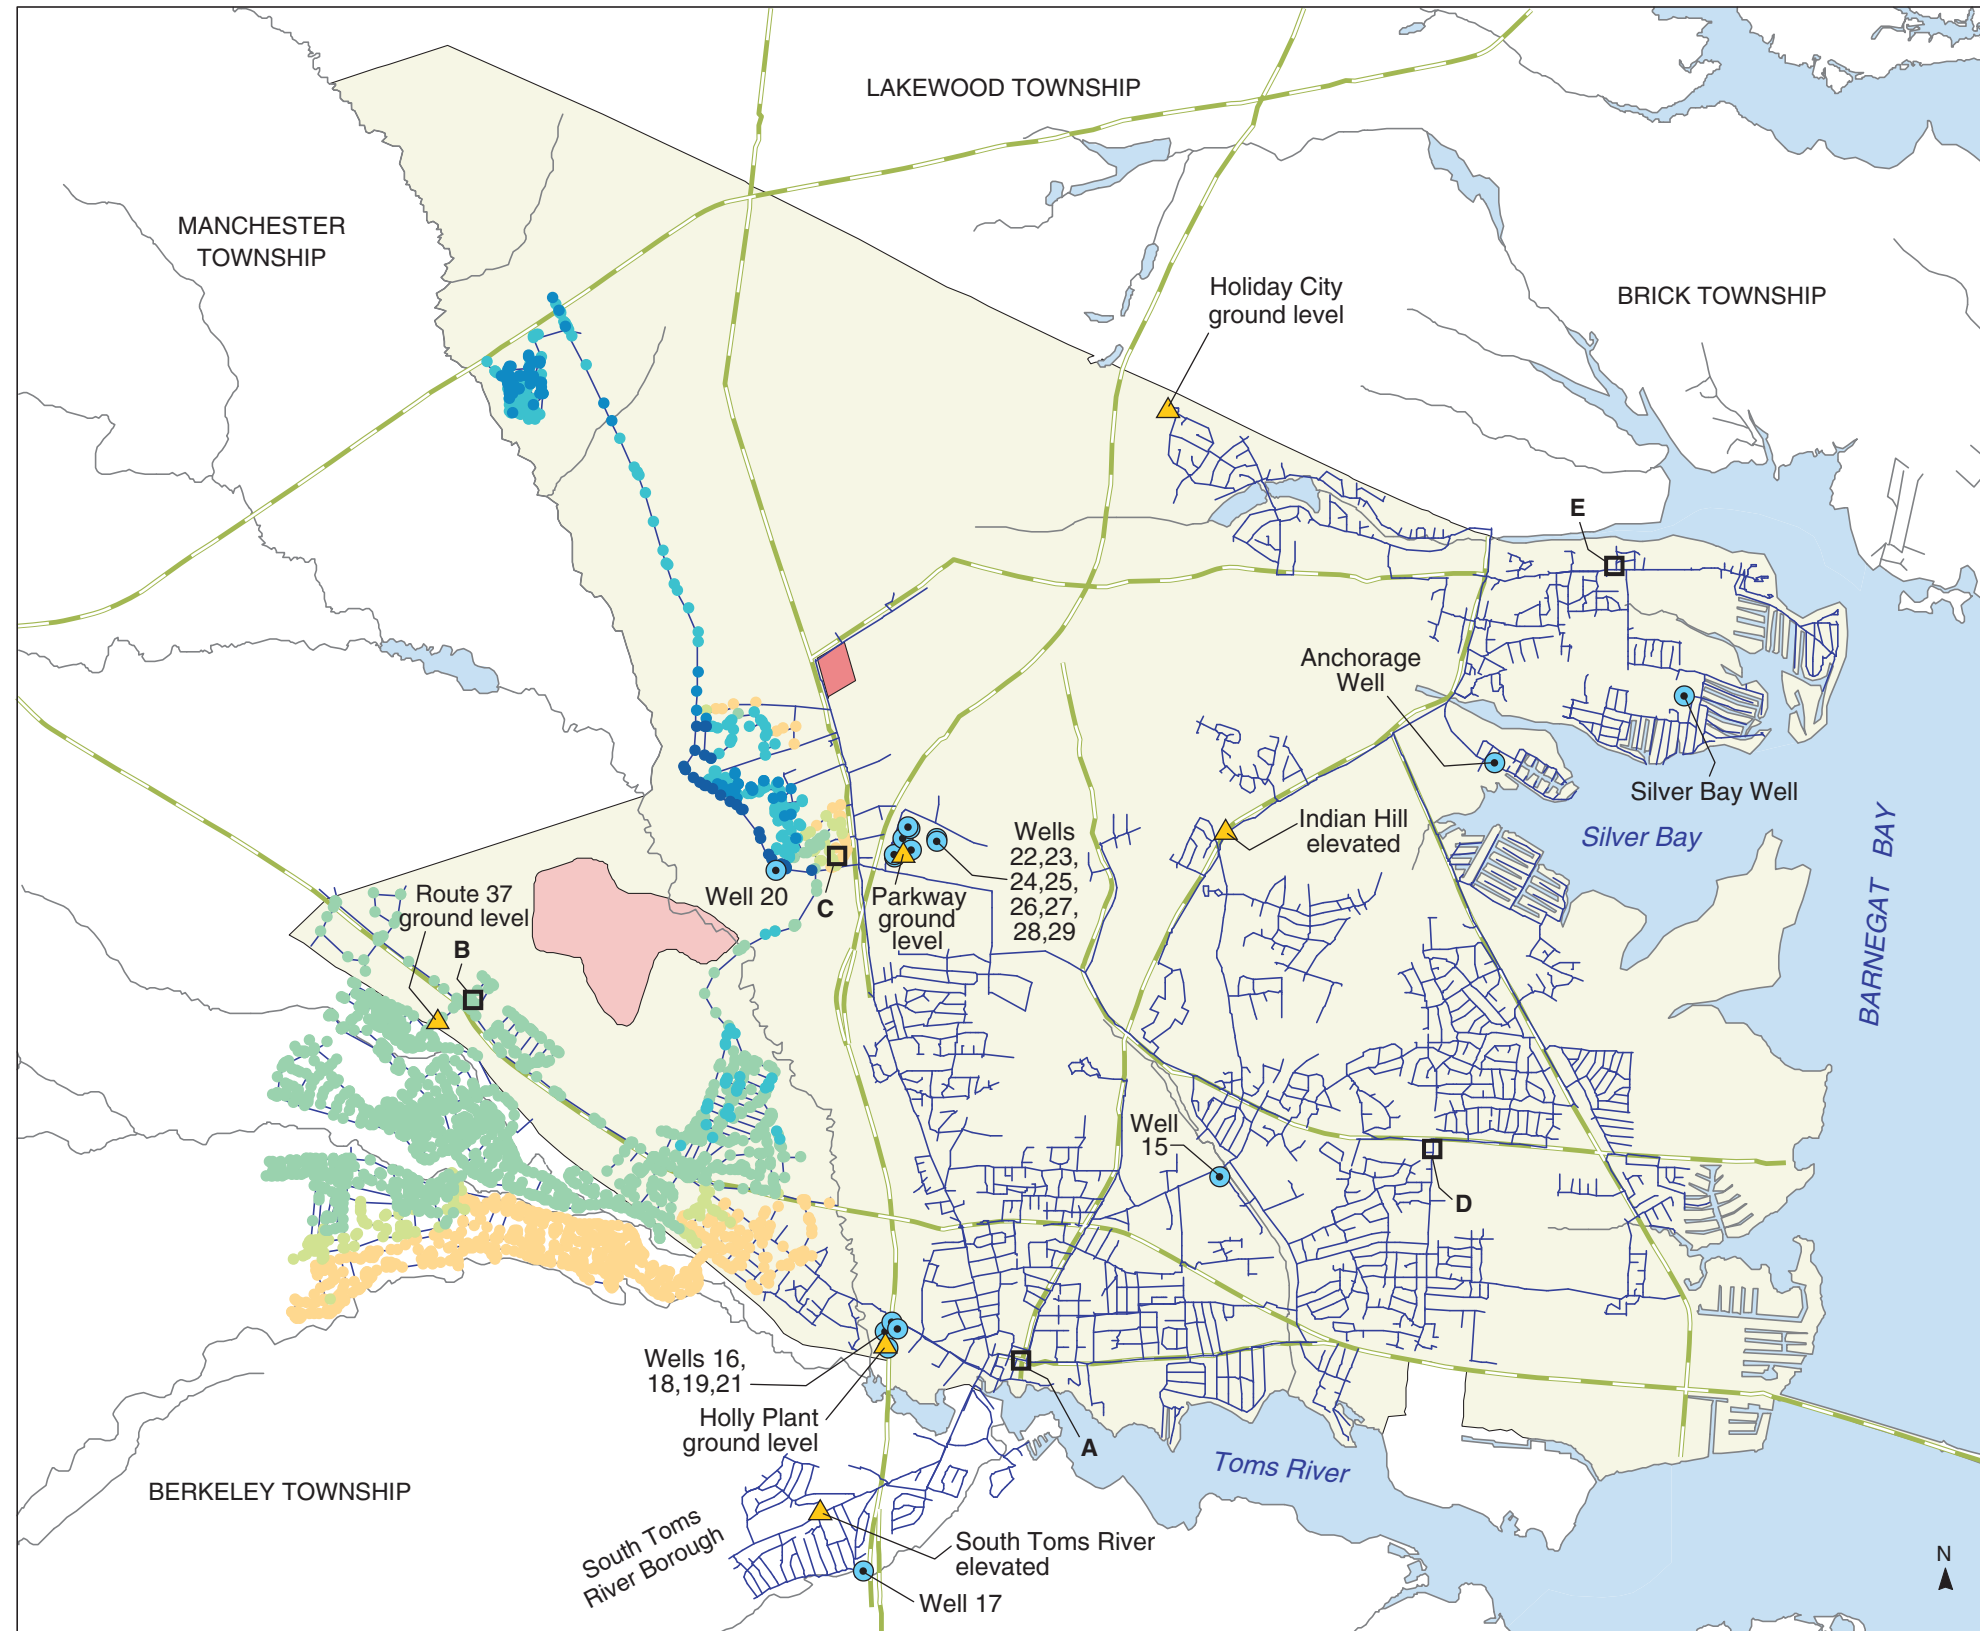 LAKEWOOD TOWNSHIP
MANCHESTER
TOWNSHIP
Holiday City
ground level
BRICK TOWNSHIP
E
Anchorage
Well
Silver Bay Well
Indian Hill
elevated
Silver Bay
BARNEGAT BAY
Wells
22,23,
24,25,
26,27,
28,29
Parkway
ground
level
Well 20
C
Route 37
ground level
B
Well
15
D
Wells 16,
18,19,21
Holly Plant
ground level
A
Toms River
BERKELEY TOWNSHIP
South Toms
River Borough
South Toms River
elevated
Well 17
N